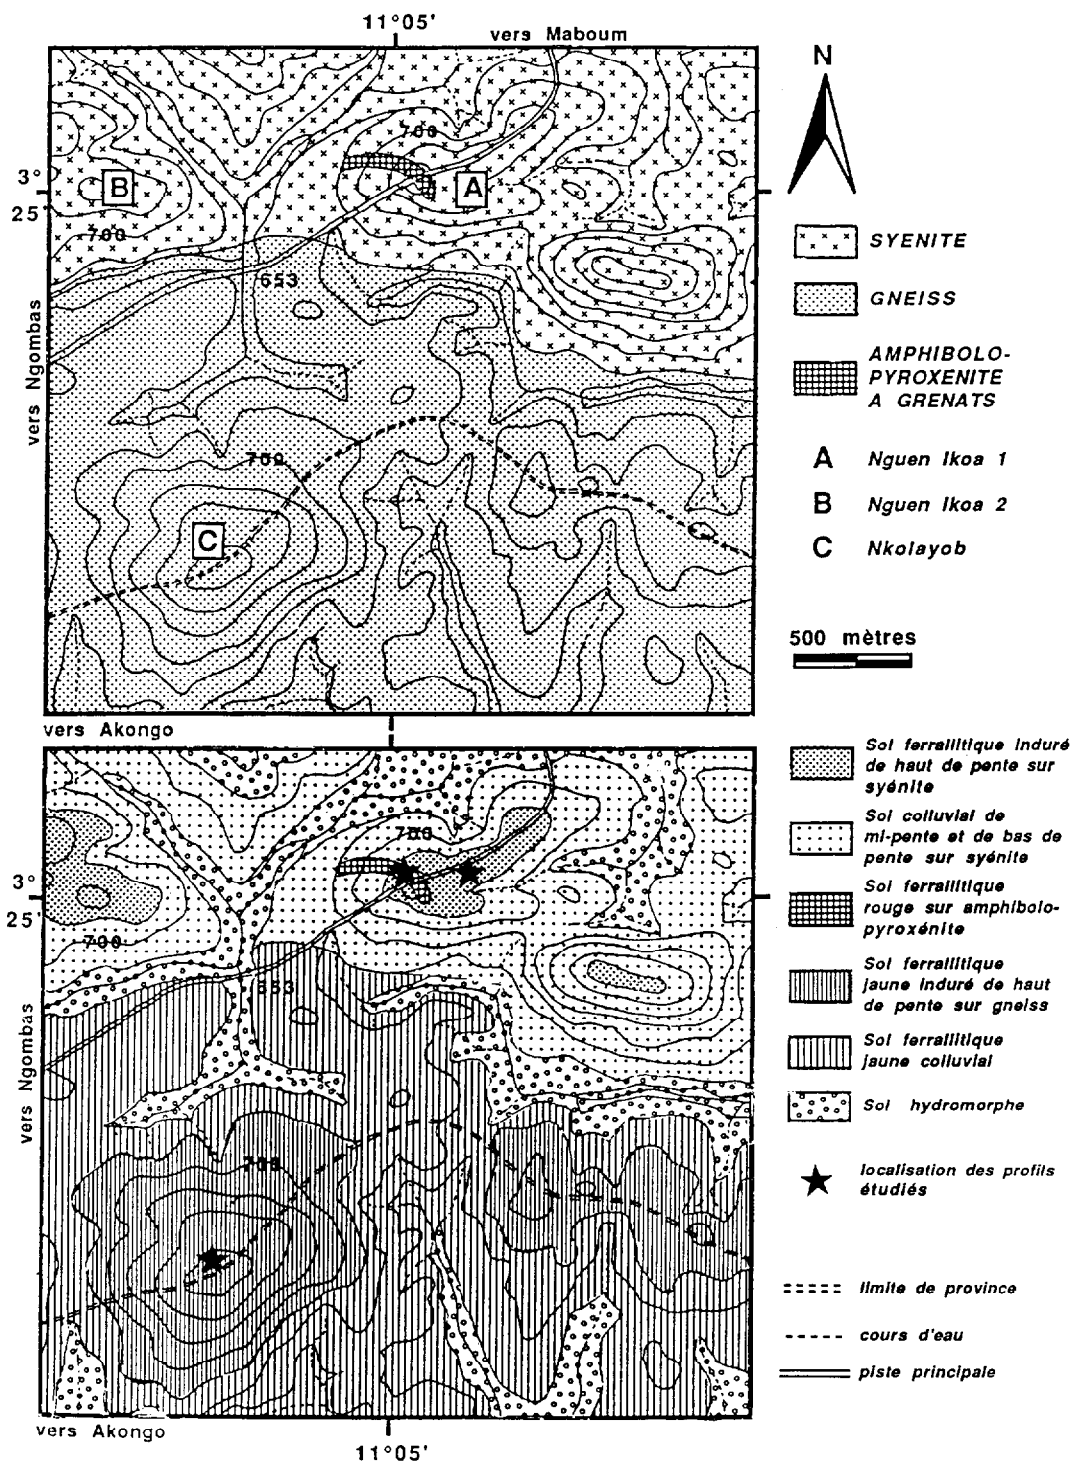 11°05'
vers Maboum
N
700
3°
25'
B
A
700
653
vers Ngombas
700
C
vers Akongo
SYENITE
GNEISS
AMPHIBOLO-
PYROXENITE
A GRENATS
A Nguen Ikoa 1
B Nguen Ikoa 2
C Nkolayob
500 mètres
700
3°
25'
700
653
vers Ngombas
700
vers Akongo
11°05'
Sol ferrallitique induré
de haut de pente sur
syénite
Sol colluvial de
mi-pente et de bas de
pente sur syénite
Sol ferrallitique
rouge sur amphibolo-
pyroxénite
Sol ferrallitique
jaune induré de haut
de pente sur gneiss
Sol ferrallitique
jaune colluvial
Sol hydromorphe
localisation des profils
étudiés
limite de province
cours d'eau
piste principale